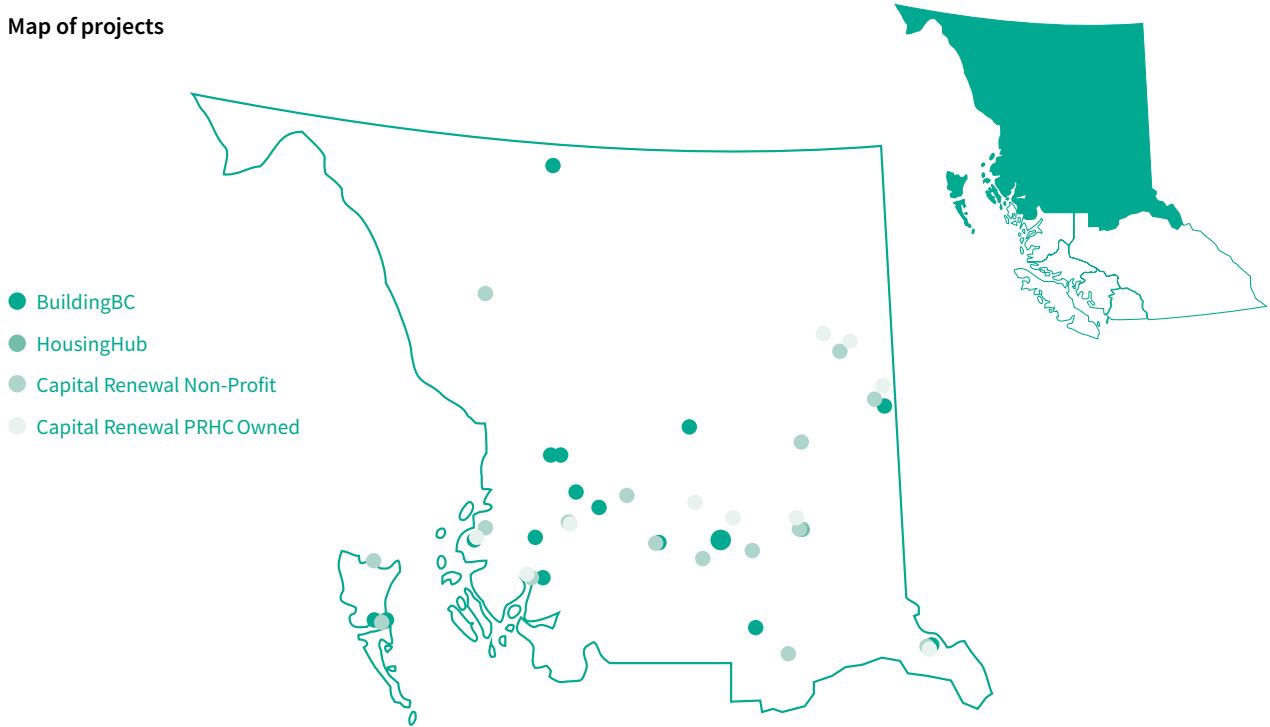 Map of projects
BuildingBC
HousingHub
Capital Renewal Non-Profit
Capital Renewal PRHC Owned